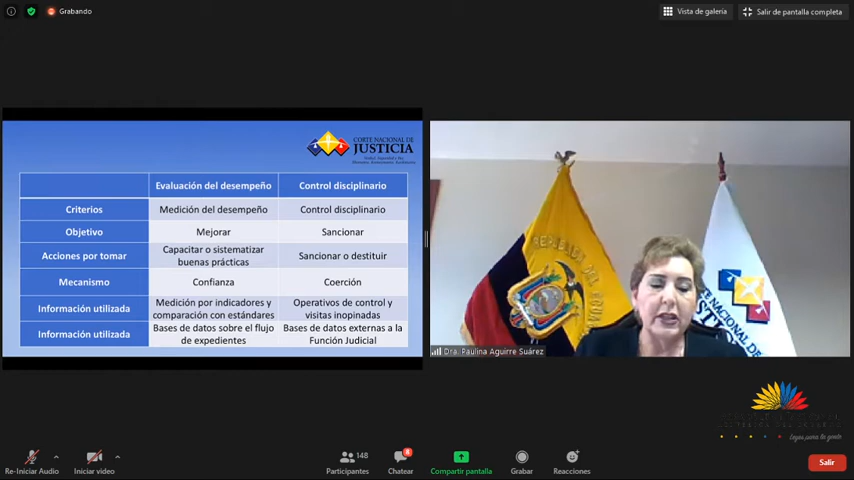 Grabando
Vista de galería
Salir de pantalla completa
CORTE NACIONAL DE
JUSTICIA
Evaluación del desempeño
Control disciplinario
Criterios
Medición del desempeño
Control disciplinario
Objetivo
Mejorar
Sancionar
Acciones por tomar
Capacitar o sistematizar
buenas prácticas
Sancionar o destituir
Mecanismo
Confianza
Coerción
Información utilizada
Medición por indicadores y
comparación con estándares
Operativos de control y
visitas inopinadas
Información utilizada
Bases de datos sobre el flujo
de expedientes
Bases de datos externas a la
Función Judicial
Dra. Paulina Aguirre Suárez
Re-Iniciar Audio
Iniciar video
148
Participantes
8
Chatear
Compartir pantalla
Grabar
Reacciones
Salir